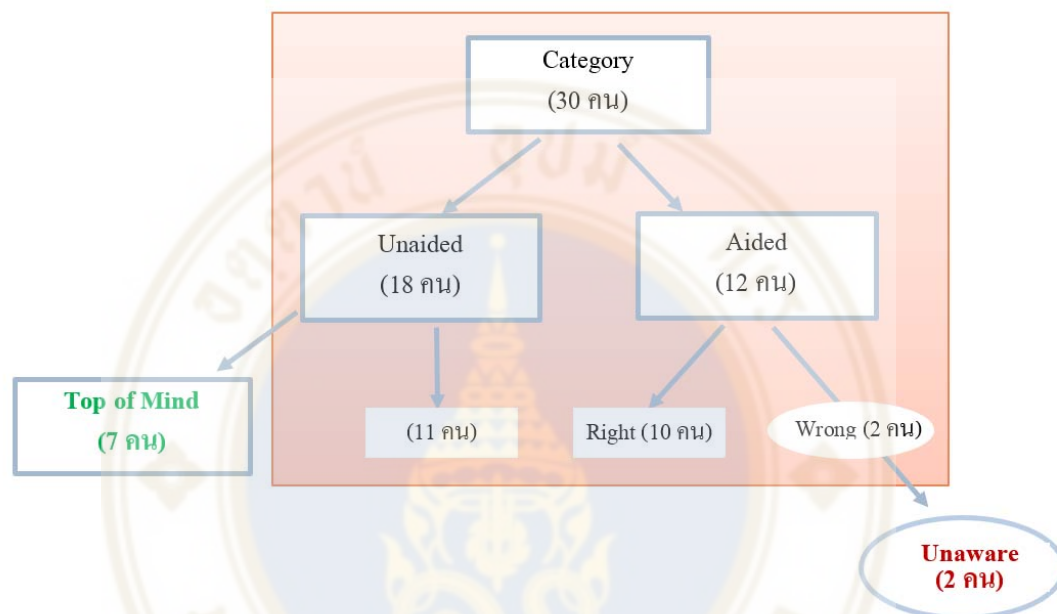 Category
(30 คน)
Unaided
(18 คน)
Aided
(12 คน)
Top of Mind
(7 คน)
(11 คน)
Right (10 คน)
Wrong (2 คน)
Unaware
(2 คน)